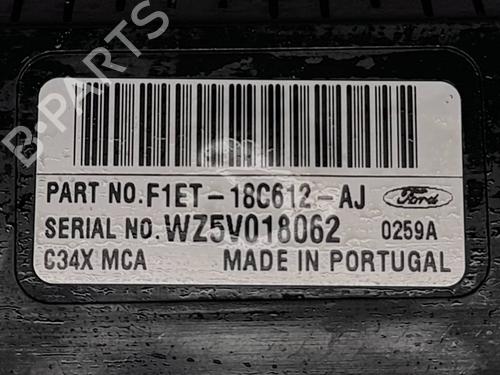 B-PARTS
PART NO. F1ET-18C612-AJ Ford
SERIAL NO. WZ5V018062 0259A
C34X MCA MADE IN PORTUGAL